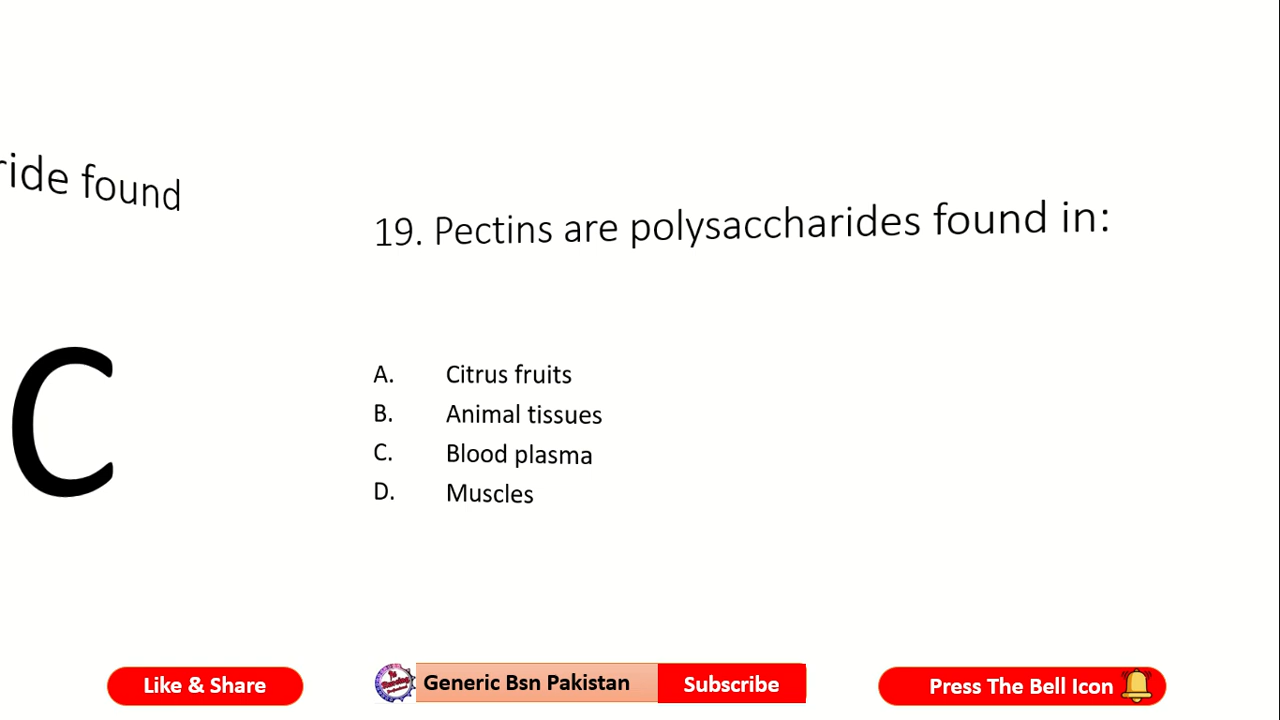 ride found
C
19. Pectins are polysaccharides found in:
A. Citrus fruits
B. Animal tissues
C. Blood plasma
D. Muscles
Like & Share
Generic Bsn Pakistan
Subscribe
Press The Bell Icon